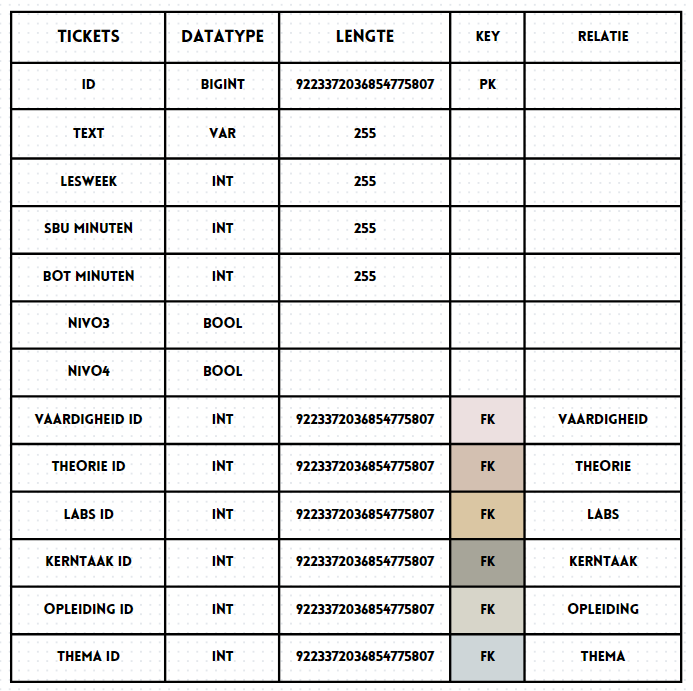 TICKETS DATATYPE LENGTE KEY RELATIE
ID BIGINT 9223372036854775807 PK
TEXT VAR 255
LESWEEK INT 255
SBU MINUTEN INT 255
BOT MINUTEN INT 255
NIVO3 BOOL
NIVO4 BOOL
VAARDIGHEID ID INT 9223372036854775807 FK VAARDIGHEID
THEORIE ID INT 9223372036854775807 FK THEORIE
LABS ID INT 9223372036854775807 FK LABS
KERNTAAK ID INT 9223372036854775807 FK KERNTAAK
OPLEIDING ID INT 9223372036854775807 FK OPLEIDING
THEMA ID INT 9223372036854775807 FK THEMA